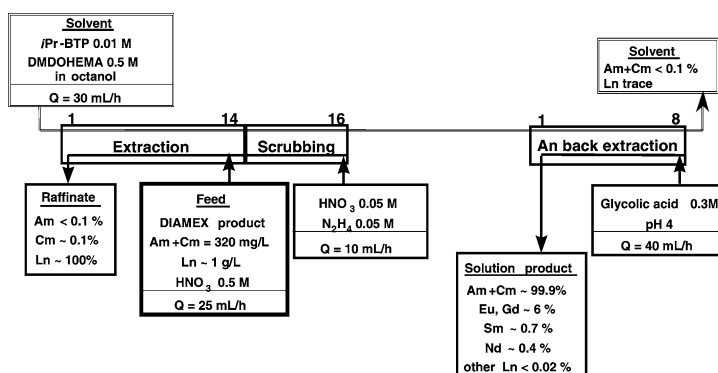 Solvent
iPr-BTP 0.01 M
DMDOHEMA 0.5 M
in octanol
Q = 30 mL/h
Solvent
Am+Cm < 0.1 %
Ln trace
1 14 16 1 8
Extraction Scrubbing An back extraction
Raffinate
Am < 0.1 %
Cm ~ 0.1%
Ln ~ 100%
Feed
DIAMEX product
Am+Cm = 320 mg/L
Ln ~ 1 g/L
HNO3 0.5 M
Q = 25 mL/h
HNO3 0.05 M
N2H4 0.05 M
Q = 10 mL/h
Glycolic acid 0.3M
pH 4
Q = 40 mL/h
Solution product
Am+Cm ~ 99.9%
Eu, Gd ~ 6 %
Sm ~ 0.7 %
Nd ~ 0.4 %
other Ln < 0.02 %